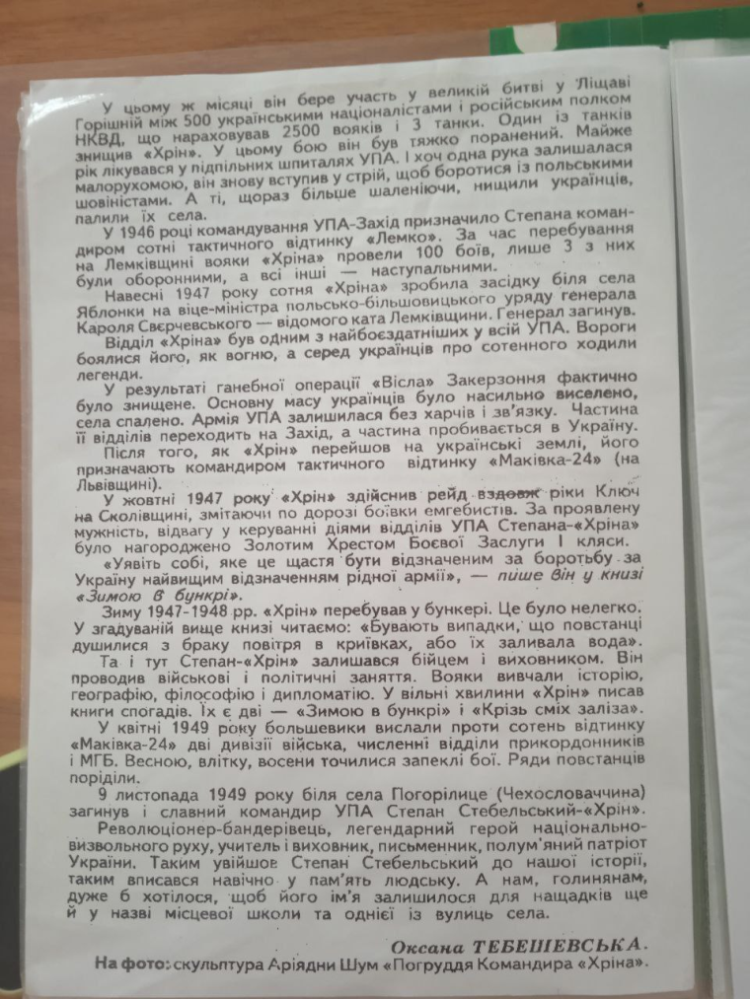 У цьому ж місяці він бере участь у великій битві у Ліщаві
Горішній між 500 українськими націоналістами і російським полком
НКВД, що нараховував 2500 вояків і 3 танки. Один із танків
знищив «Хрін». У цьому бою він був тяжко поранений. Майже
рік лікувався у підпільних шпиталях УПА. І хоч одна рука залишалася
малорухомою, він знову вступив у стрій, щоб боротися із польськими
шовіністами. А ті, щораз більше шаленіючи, нищили українців,
палили їх села.
У 1946 році командування УПА-Захід призначило Степана коман-
диром сотні тактичного відтинку «Лемко». За час перебування
на Лемківщині вояки «Хріна» провели 100 боїв, лише 3 з них
були оборонними, а всі інші — наступальними.
Навесні 1947 року сотня «Хріна» зробила засідку біля села
Яблонки на віце-міністра польсько-більшовицького уряду генерала
Кароля Свєрчевського — відомого ката Лемківщини. Генерал загинув.
Відділ «Хріна» був одним з найбоєздатніших у всій УПА. Вороги
боялися його, як вогню, а серед українців про сотенного ходили
легенди.
У результаті ганебної операції «Вісла» Закерзоння фактично
було знищене. Основну масу українців було насильно виселено,
села спалено. Армія УПА залишилася без харчів і зв’язку. Частина
її відділів переходить на Захід, а частина пробивається в Україну.
Після того, як «Хрін» перейшов на українські землі, його
призначають командиром тактичного відтинку «Маківка-24» (на
Львівщині).
У жовтні 1947 року «Хрін» здійснив рейд вздовж ріки Ключ
на Сколівщині, змітаючи по дорозі боївки емгебистів. За проявлену
мужність, відвагу у керуванні діями відділів УПА Степана-«Хріна»
було нагороджено Золотим Хрестом Боєвої Заслуги І кляси.
«Уявіть собі, яке це щастя бути відзначеним за боротьбу за
Україну найвищим відзначенням рідної армії», — пише він у книзі
«Зимою в бункрі».
Зиму 1947-1948 рр. «Хрін» перебував у бункері. Це було нелегко.
У згадуваній вище книзі читаємо: «Бувають випадки, що повстанці
душилися з браку повітря в криївках, або їх заливала вода».
Та і тут Степан-«Хрін» залишався бійцем і виховником. Він
проводив військові і політичні заняття. Вояки вивчали історію,
географію, філософію і дипломатію. У вільні хвилини «Хрін» писав
книги спогадів. Їх є дві — «Зимою в бункрі» і «Крізь сміх заліза».
У квітні 1949 року большевики вислали проти сотень відтинку
«Маківка-24» дві дивізії війська, численні відділи прикордонників
і МГБ. Весною, влітку, восени точилися запеклі бої. Ряди повстанців
поріділи.
9 листопада 1949 року біля села Погорілице (Чехословаччина)
загинув і славний командир УПА Степан Стебельський-«Хрін».
Революціонер-бандерівець, легендарний герой національно-
визвольного руху, учитель і виховник, письменник, полум’яний патріот
України. Таким увійшов Степан Стебельський до нашої історії,
таким вписався навічно у пам’ять людську. А нам, голинянам,
дуже б хотілося, щоб його ім’я залишилося для нащадків ще
й у назві місцевої школи та однієї із вулиць села.
Оксана ТЕБЕШЕВСЬКА.
На фото: скульптура Аріядни Шум «Погруддя Командира «Хріна».